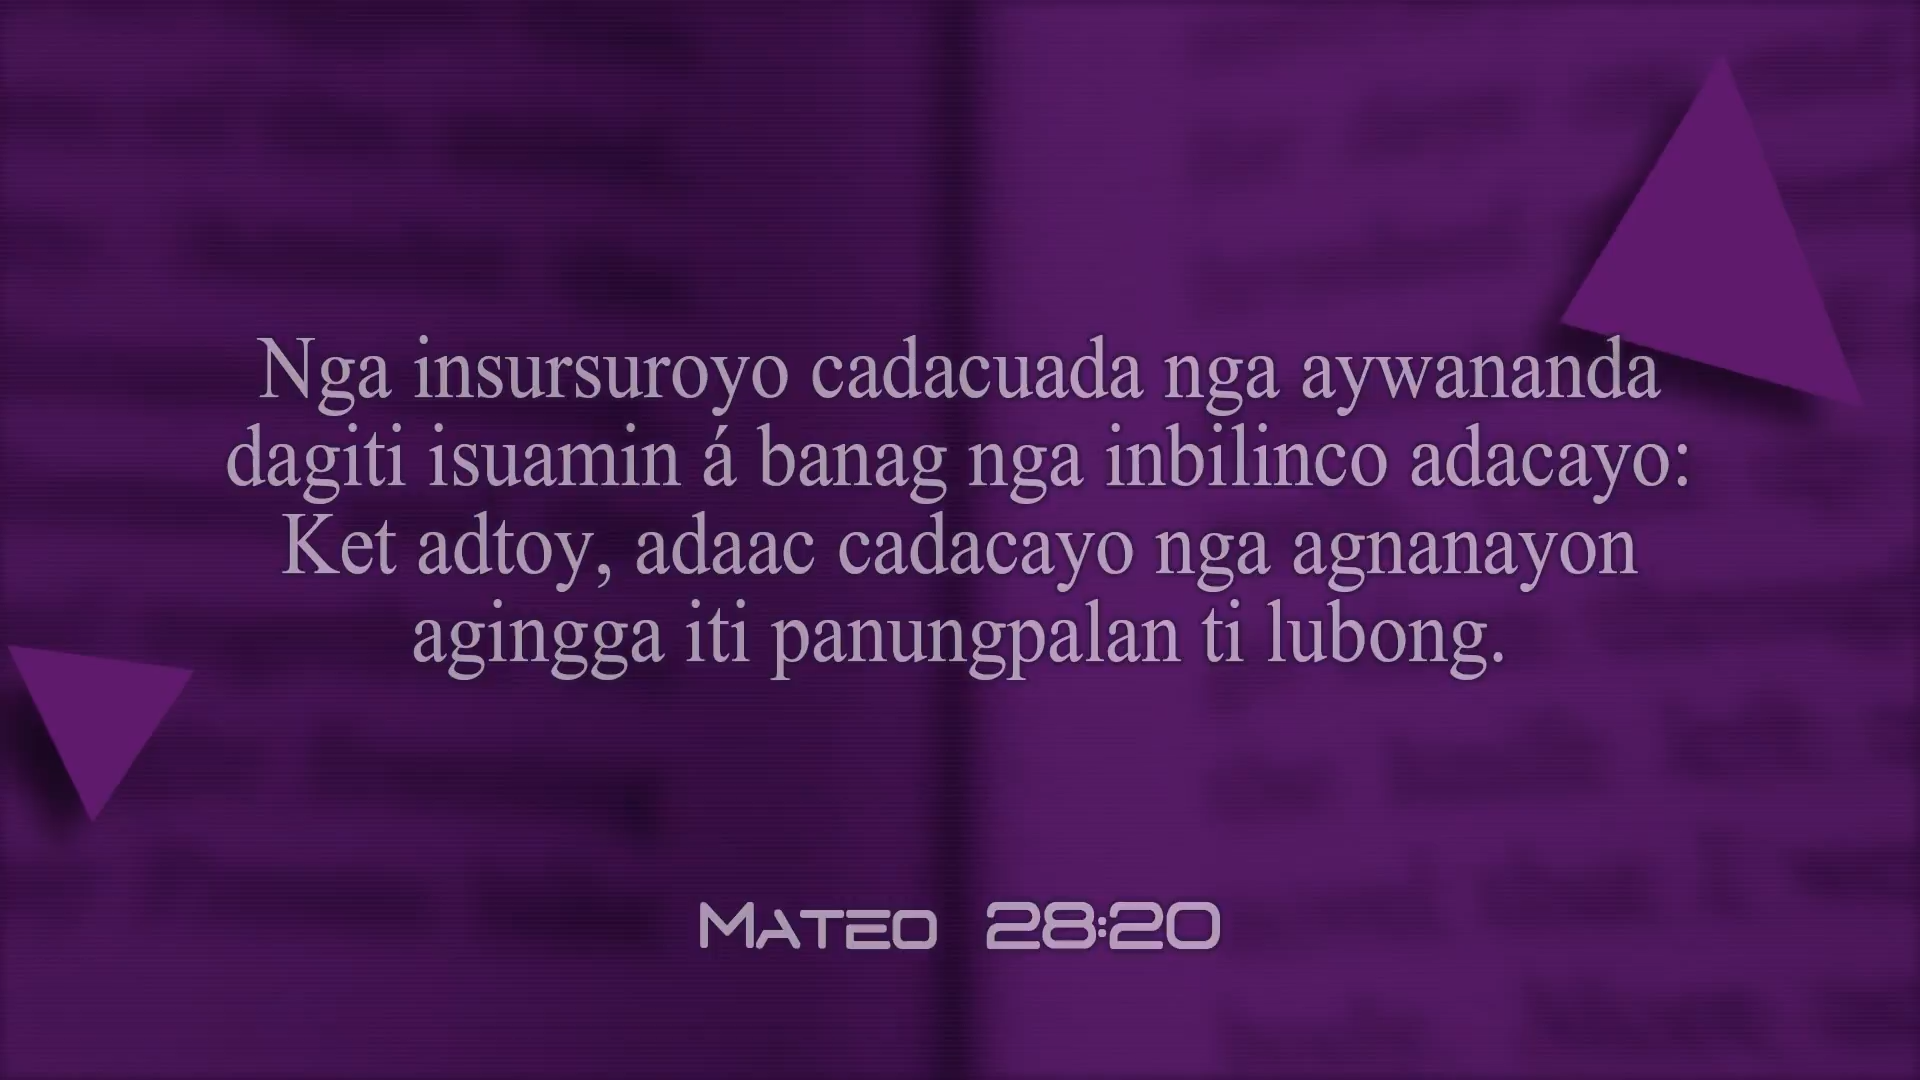 Nga insursuroyo cadacuada nga aywananda
dagiti isuamin á banag nga inbilinco adacayo:
Ket adtoy, adaac cadacayo nga agnanayon
agingga iti panungpalan ti lubong.
Mateo 28:20